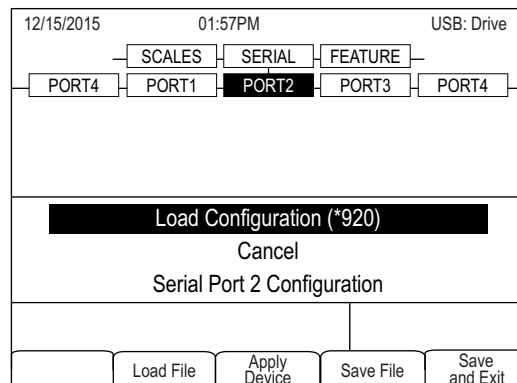 12/15/2015 01:57PM USB: Drive
SCALES SERIAL FEATURE
PORT4 PORT1 PORT2 PORT3 PORT4
Load Configuration (*920)
Cancel
Serial Port 2 Configuration
Load File Apply Device Save File Save and Exit